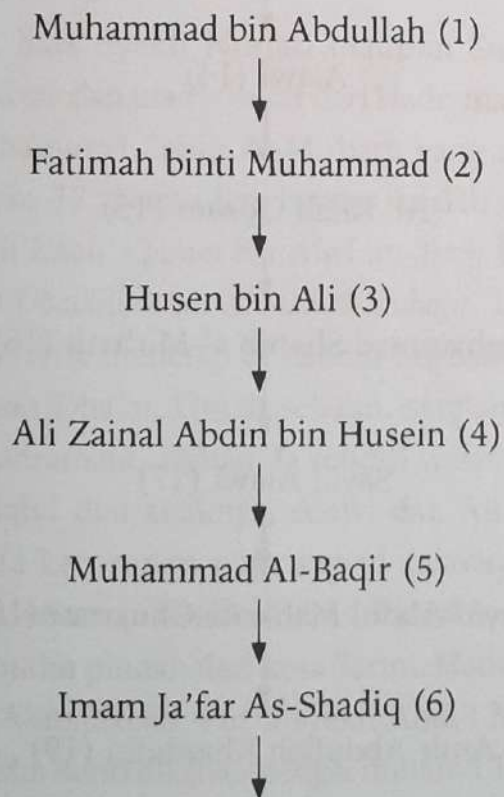 Muhammad bin Abdullah (1)
Fatimah binti Muhammad (2)
Husen bin Ali (3)
Ali Zainal Abdin bin Husein (4)
Muhammad Al-Baqir (5)
Imam Ja'far As-Shadiq (6)